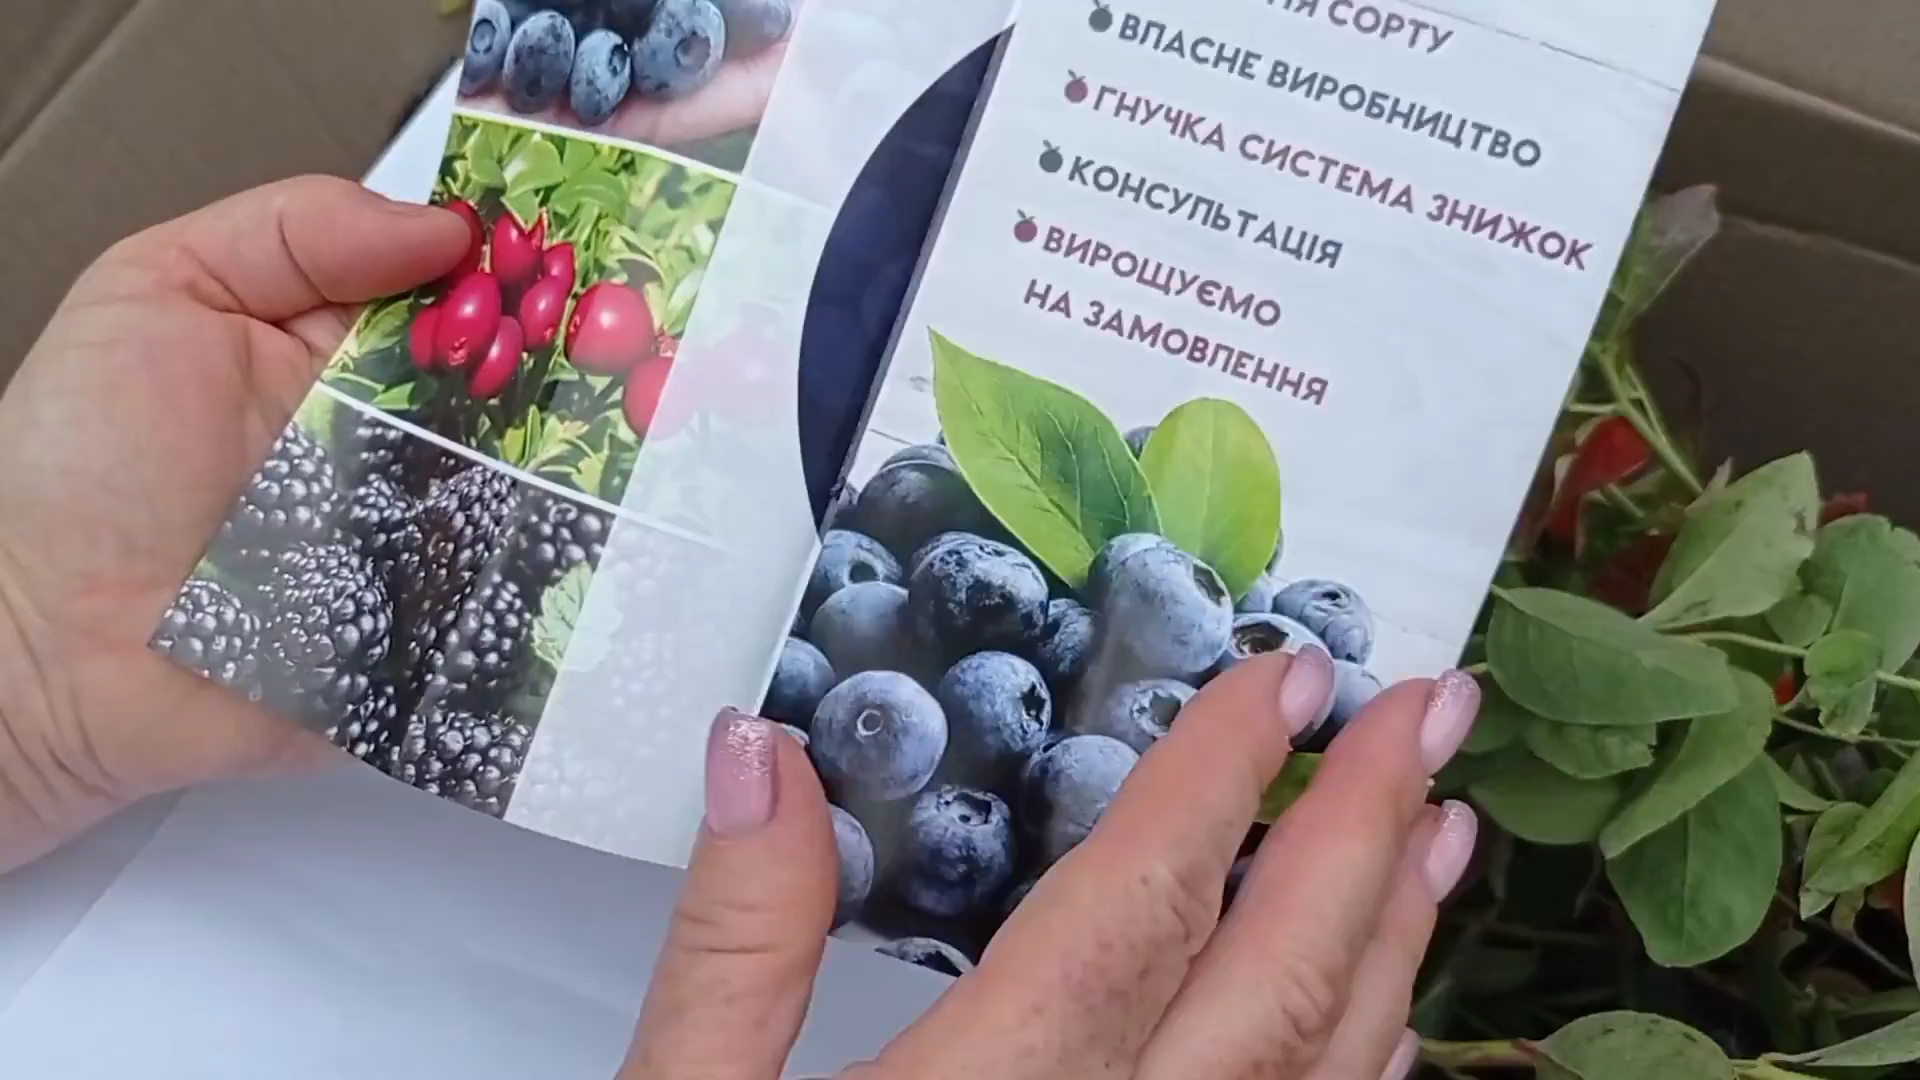 СОРТУ
ВЛАСНЕ ВИРОБНИЦТВО
ГНУЧКА СИСТЕМА ЗНИЖОК
КОНСУЛЬТАЦІЯ
ВИРОЩУЄМО
НА ЗАМОВЛЕННЯ